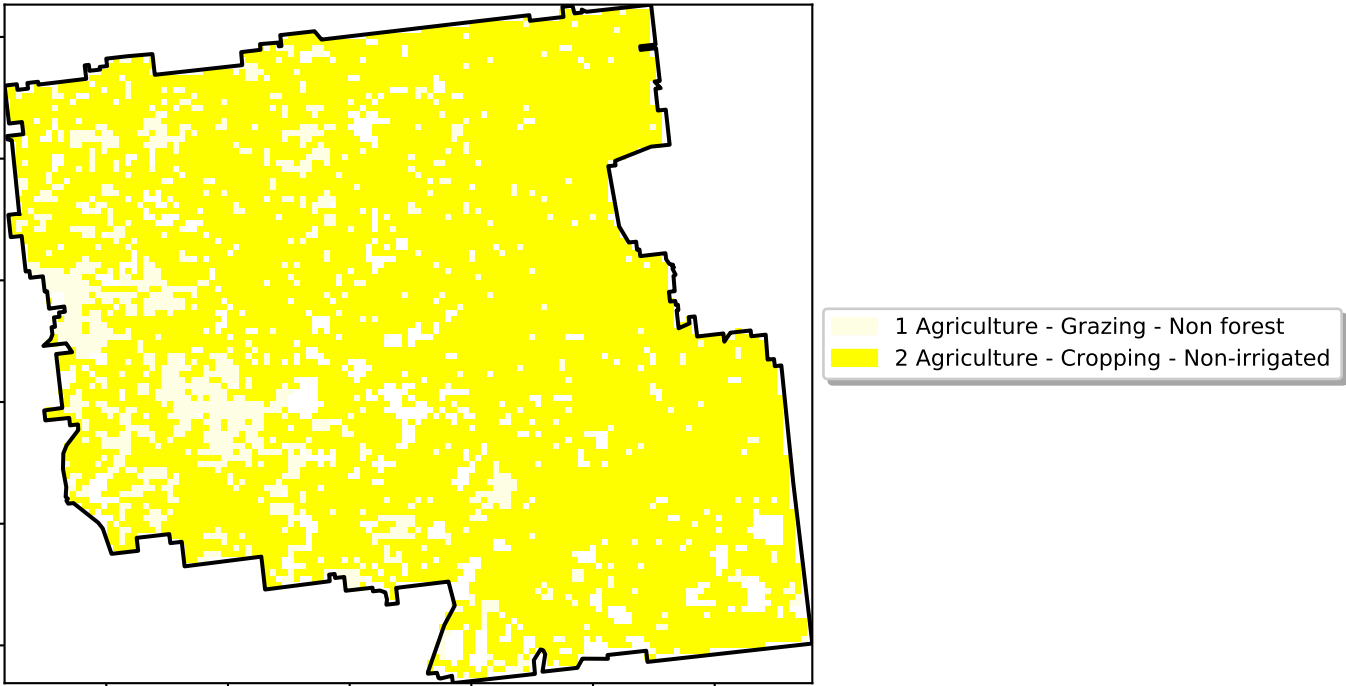 1 Agriculture - Grazing - Non forest
2 Agriculture - Cropping - Non-irrigated